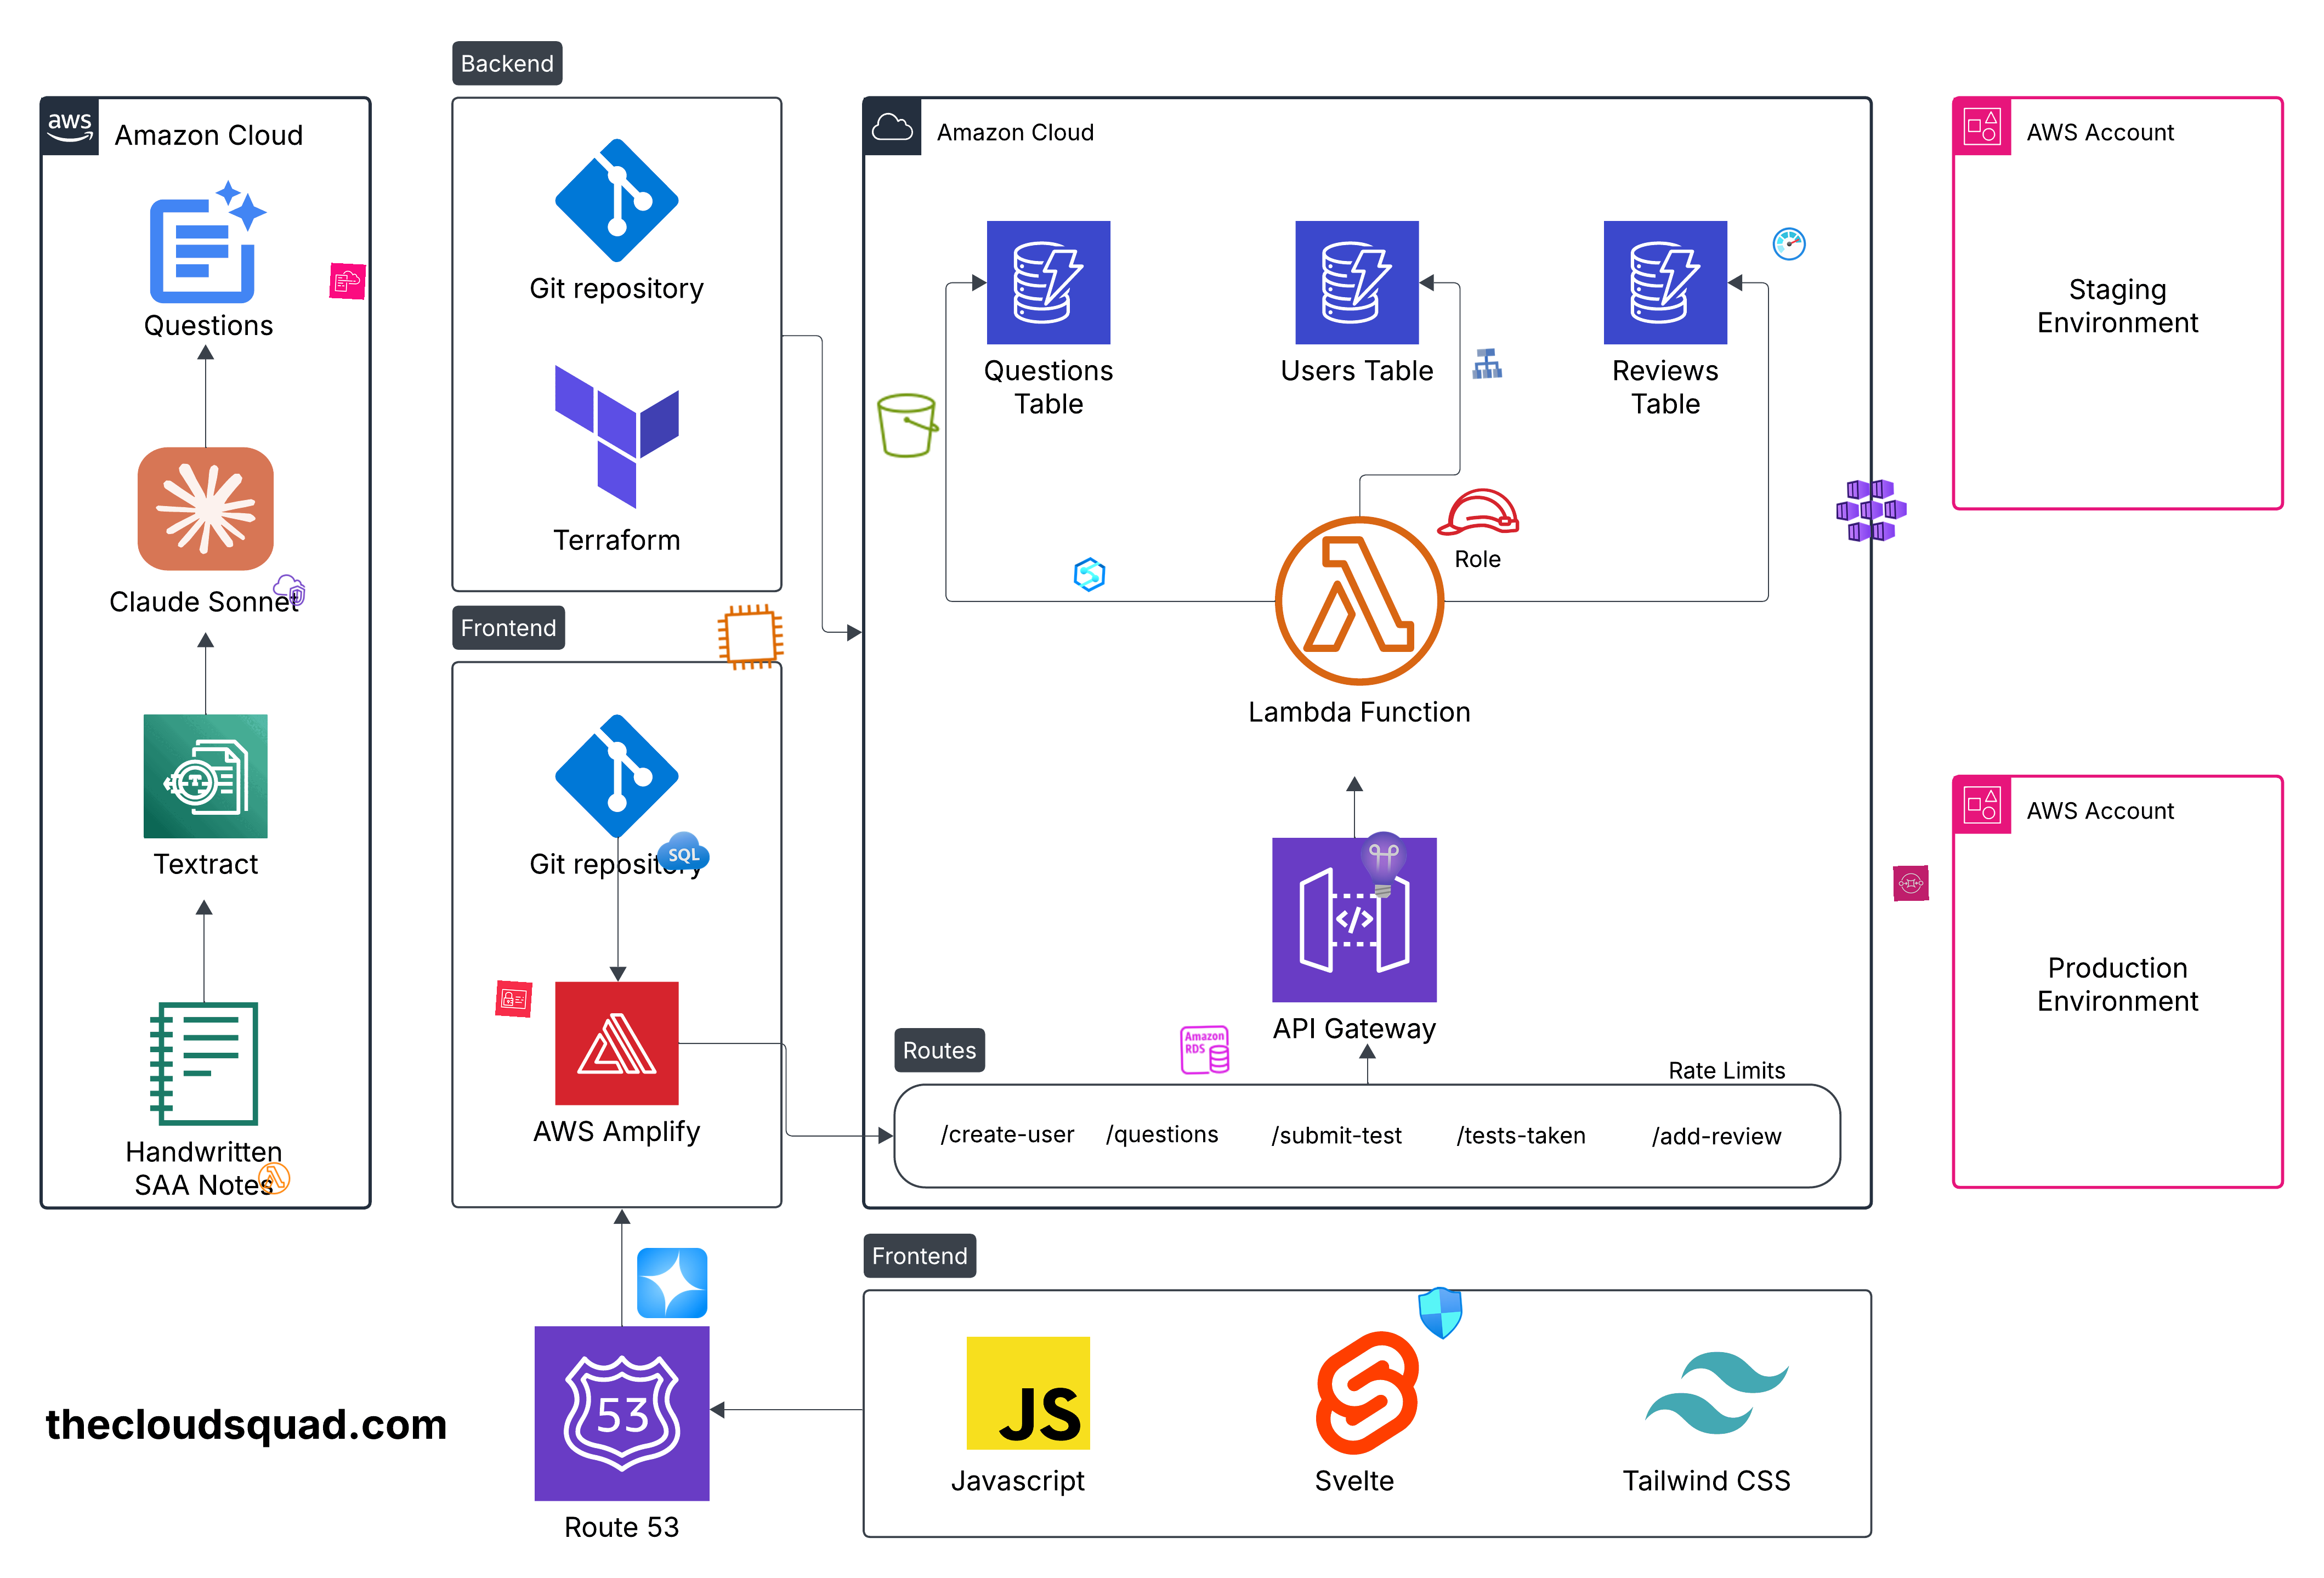 Backend
aws
Amazon Cloud
Questions
Claude Sonnet
Textract
Handwritten
SAA Notes
Git repository
Terraform
Frontend
Git repository
SQL
AWS Amplify
Amazon Cloud
Questions
Table
Users Table
Reviews
Table
Role
Lambda Function
API Gateway
Amazon
RDS
Routes
Rate Limits
/create-user
/questions
/submit-test
/tests-taken
/add-review
AWS Account
Staging
Environment
AWS Account
Production
Environment
thecloudsquad.com
53
Route 53
Frontend
JS
Javascript
Svelte
Tailwind CSS